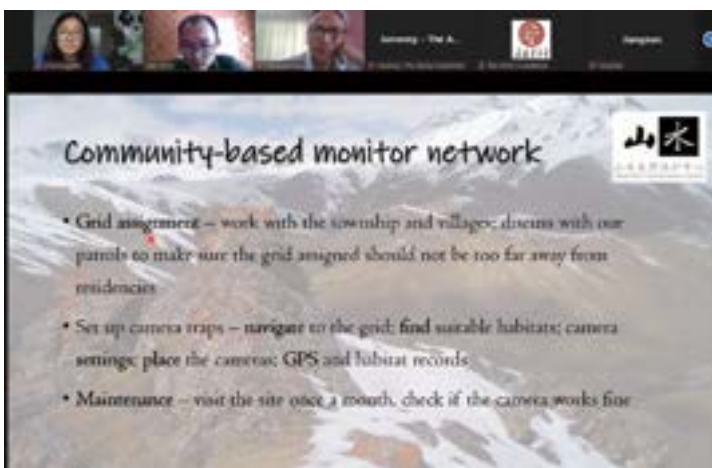 Community-based monitor network
山水
• Grid assignment – work with the township and villages; discuss with our
patrols to make sure the grid assigned should not be too far away from
residencies
• Set up camera traps – navigate to the grid; find suitable habitats; camera
settings; place the cameras; GPS and habitat records
• Maintenance – visit the site once a month, check if the camera works fine